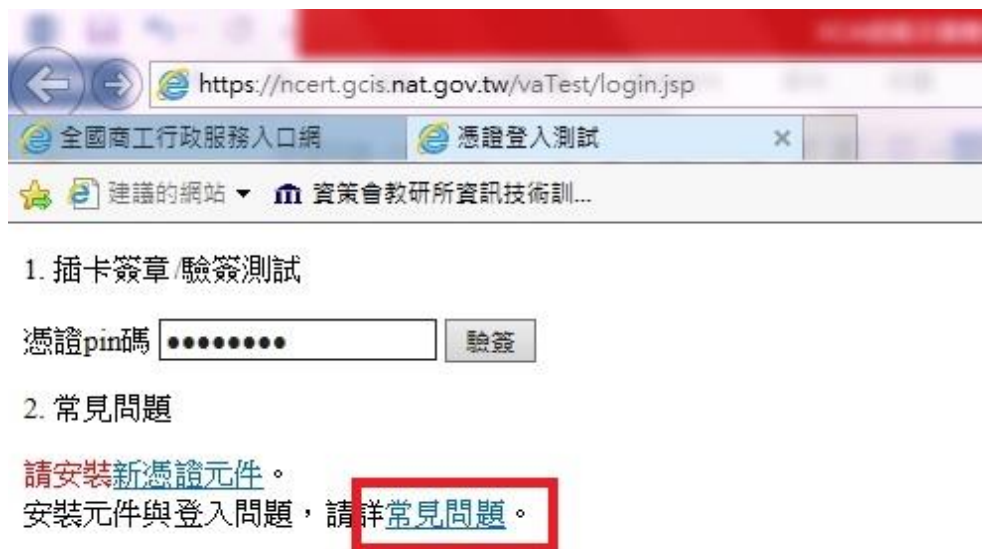 https://ncert.gcis.nat.gov.tw/vaTest/login.jsp
全國商工行政服務入口網 憑證登入測試 ×
建議的網站 ▼ 資策會教研所資訊技術訓...
1. 插卡簽章/驗簽測試
憑證pin碼 ●●●●●●●● 驗簽
2. 常見問題
請安裝新憑證元件。
安裝元件與登入問題，請詳常見問題。